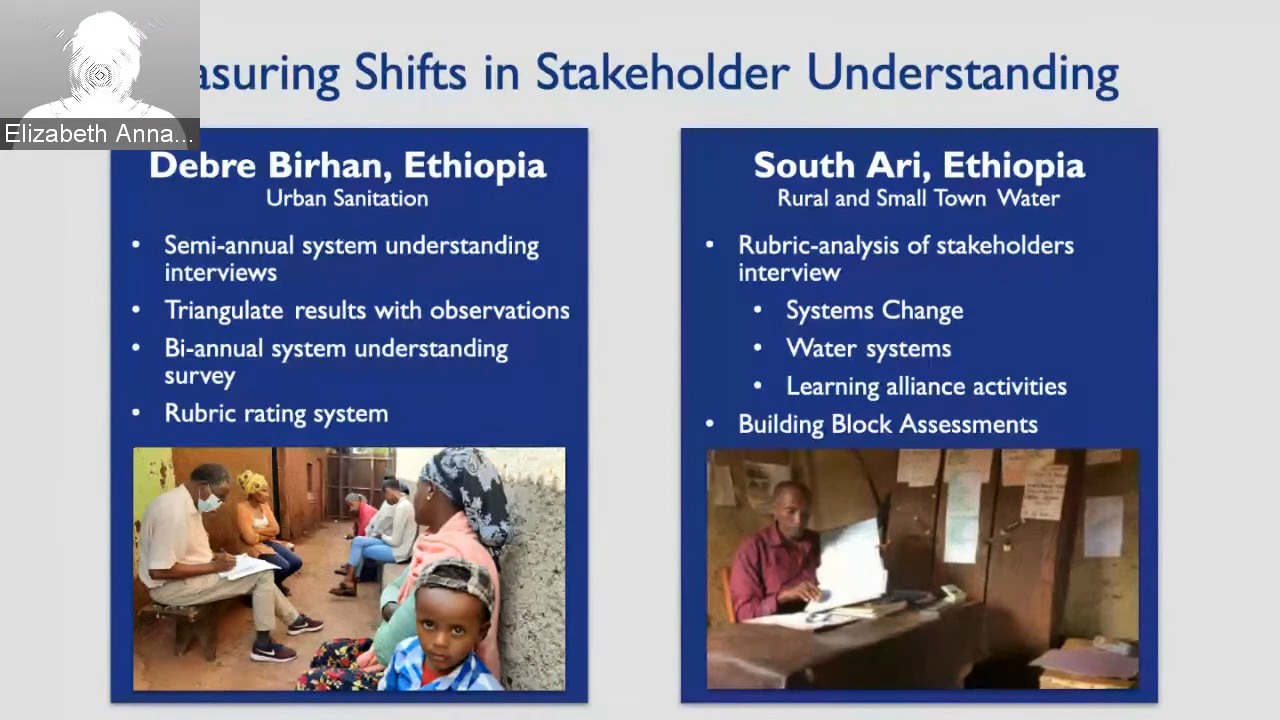 Elizabeth Anna...
asuring Shifts in Stakeholder Understanding
Debre Birhan, Ethiopia
Urban Sanitation
• Semi-annual system understanding
interviews
• Triangulate results with observations
• Bi-annual system understanding
survey
• Rubric rating system
South Ari, Ethiopia
Rural and Small Town Water
• Rubric-analysis of stakeholders
interview
• Systems Change
• Water systems
• Learning alliance activities
• Building Block Assessments